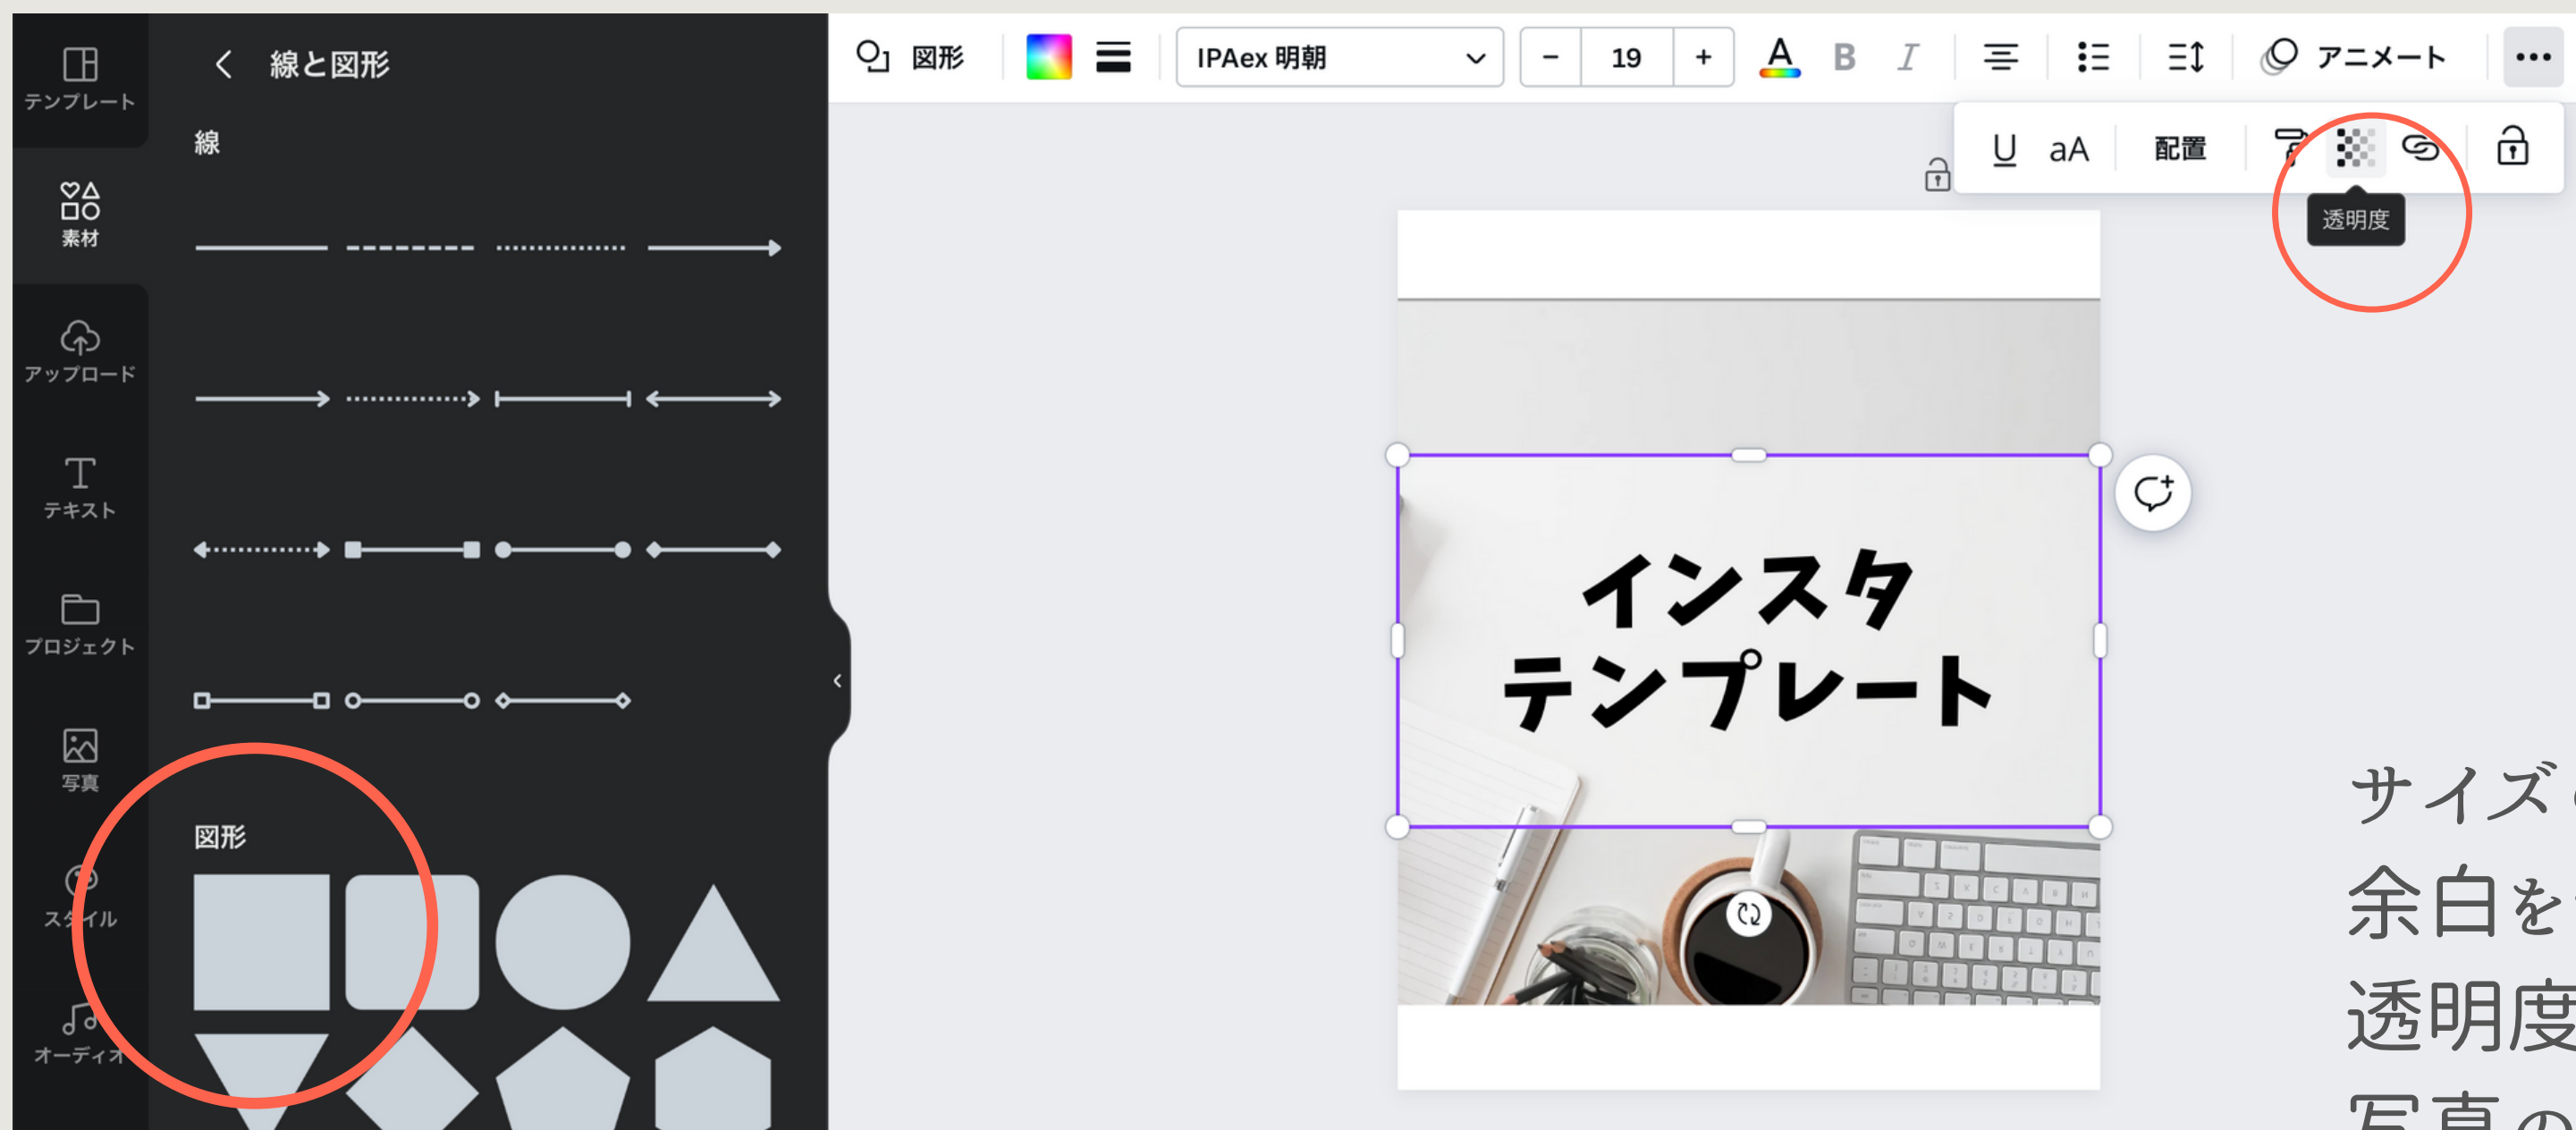 テンプレート
素材
アップロード
テキスト
プロジェクト
写真
スタイル
オーディオ
線と図形
線
図形
図形
IPAex 明朝
− 19 +
A B I
アニメート
U aA 配置
透明度
インスタ
テンプレート
サイズ
余白を
透明度
写真の